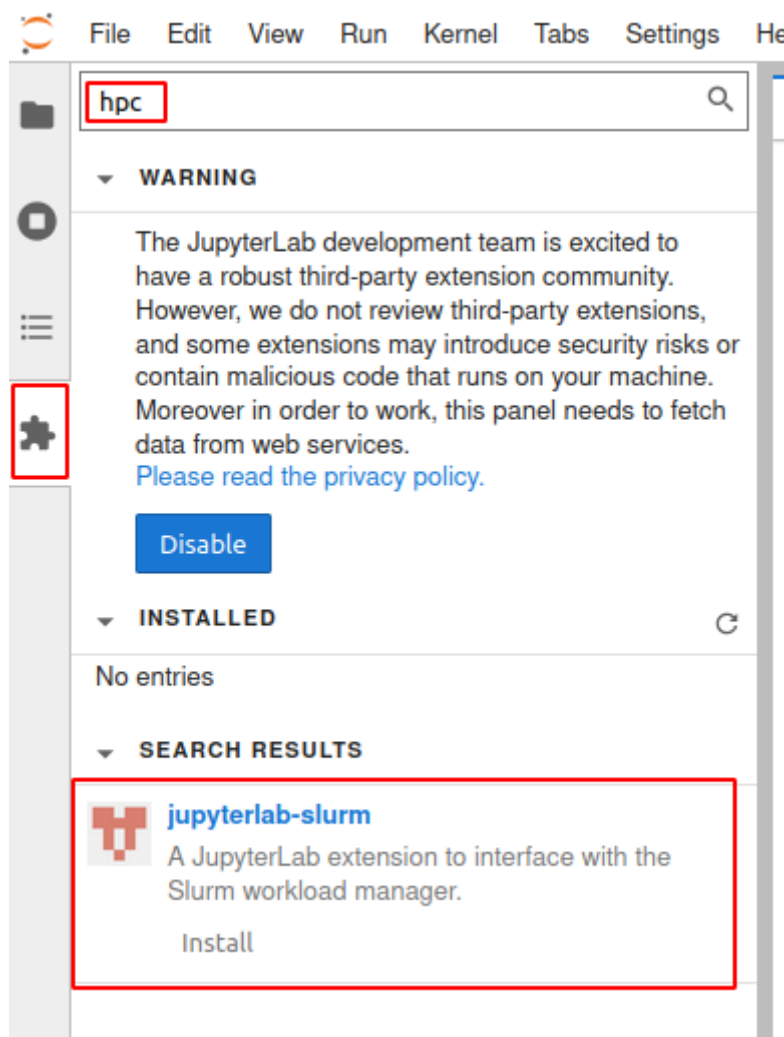 File Edit View Run Kernel Tabs Settings He
hpc
WARNING
The JupyterLab development team is excited to
have a robust third-party extension community.
However, we do not review third-party extensions,
and some extensions may introduce security risks or
contain malicious code that runs on your machine.
Moreover in order to work, this panel needs to fetch
data from web services.
Please read the privacy policy.
Disable
INSTALLED
No entries
SEARCH RESULTS
jupyterlab-slurm
A JupyterLab extension to interface with the
Slurm workload manager.
Install